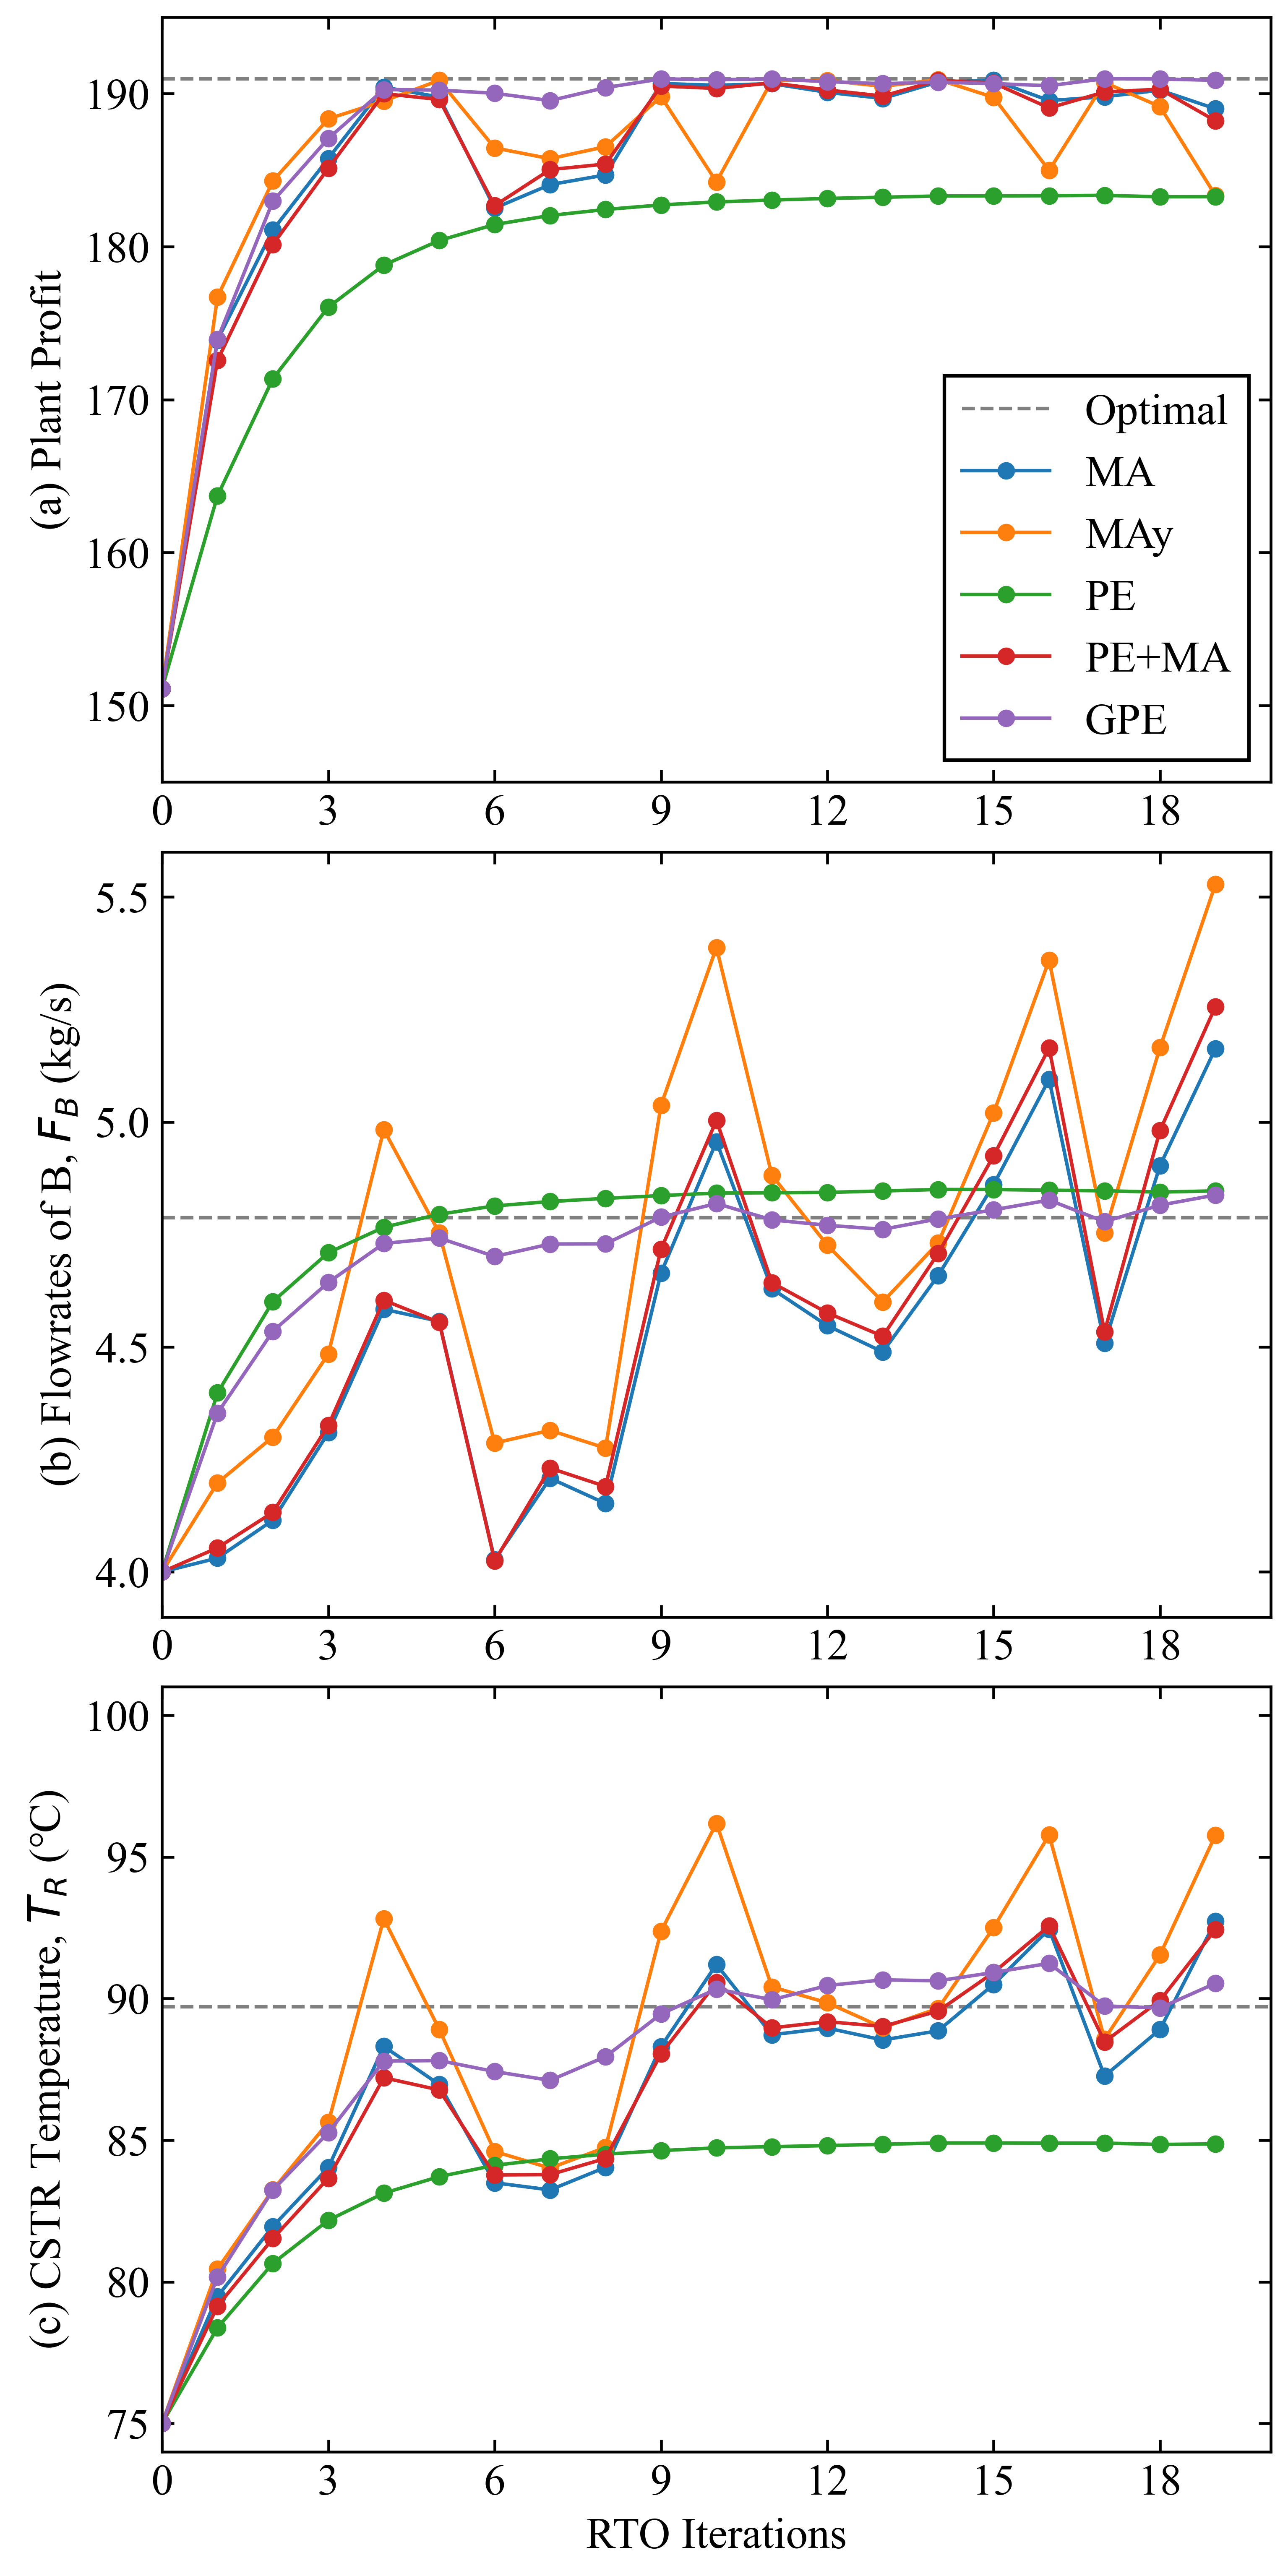 (a) Plant Profit
190
180
170
160
150
Optimal
MA
MAy
PE
PE+MA
GPE
0 3 6 9 12 15 18
(b) Flowrates of B, F_B (kg/s)
5.5
5.0
4.5
4.0
0 3 6 9 12 15 18
(c) CSTR Temperature, T_R (°C)
100
95
90
85
80
75
0 3 6 9 12 15 18
RTO Iterations